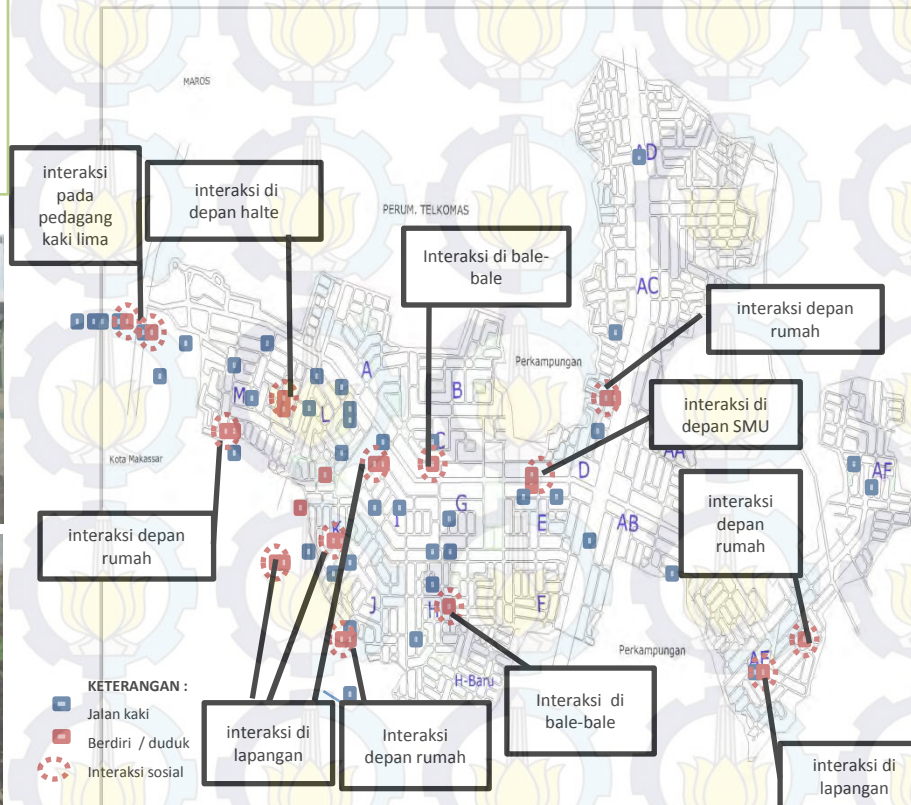 MAROS
interaksi
pada
pedagang
kaki lima
interaksi di
depan halte
PERUM. TELKOMAS
Interaksi di bale-
bale
AD
AC
interaksi depan
rumah
Perkampungan
A
B
M
L
C
interaksi di
depan SMU
Kota Makassar
D
AA
AF
interaksi
depan
rumah
G
I
E
AB
interaksi depan
rumah
K
J
H
F
Perkampungan
AE
H-Baru
KETERANGAN :
Jalan kaki
Berdiri / duduk
Interaksi sosial
interaksi di
lapangan
Interaksi
depan rumah
Interaksi di
bale-bale
interaksi di
lapangan